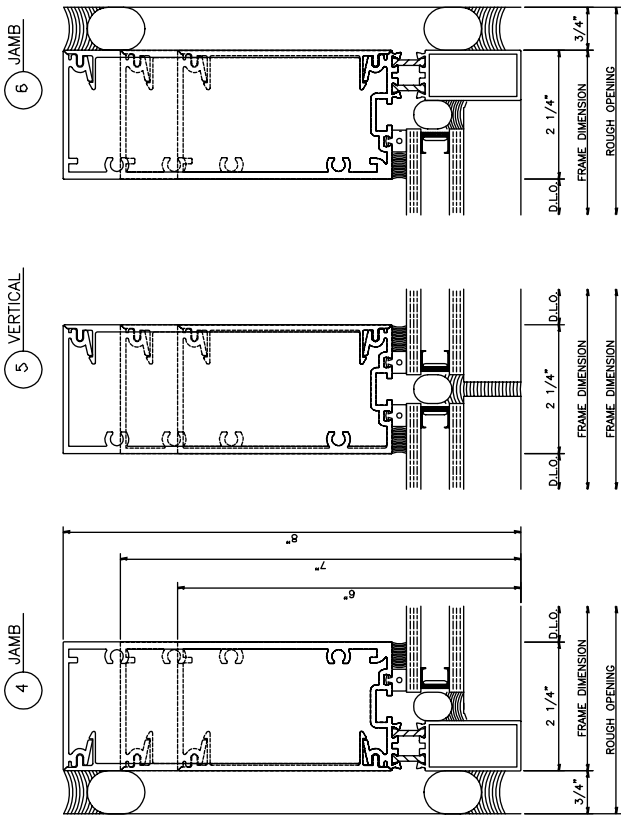 6 JAMB
3/4"
2 1/4"
D.L.O.
FRAME DIMENSION
ROUGH OPENING
5 VERTICAL
D.L.O.
2 1/4"
D.L.O.
FRAME DIMENSION
FRAME DIMENSION
4 JAMB
8"
7"
6"
D.L.O.
2 1/4"
3/4"
FRAME DIMENSION
ROUGH OPENING